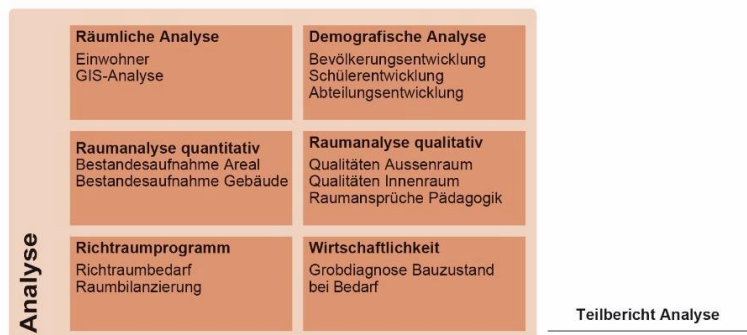 Räumliche Analyse
Einwohner
GIS-Analyse
Demografische Analyse
Bevölkerungsentwicklung
Schülerentwicklung
Abteilungsentwicklung
Raumanalyse quantitativ
Bestandesaufnahme Areal
Bestandesaufnahme Gebäude
Raumanalyse qualitativ
Qualitäten Aussenraum
Qualitäten Innenraum
Raumansprüche Pädagogik
Richtraumprogramm
Richtraumbedarf
Raumbilanzierung
Wirtschaftlichkeit
Grobdiagnose Bauzustand
bei Bedarf
Analyse
Teilbericht Analyse